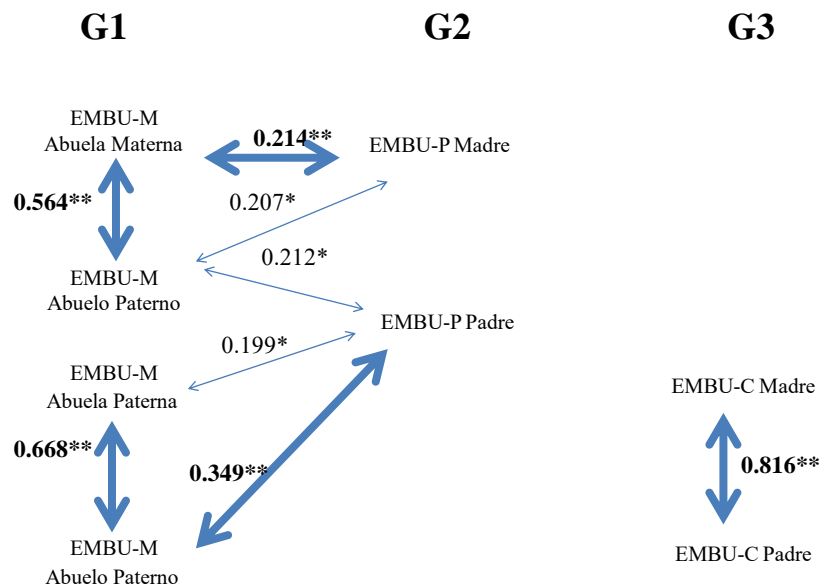 G1 G2 G3
EMBU-M
Abuela Materna
0.214**
EMBU-P Madre
0.564**
0.207*
0.212*
EMBU-M
Abuelo Paterno
EMBU-P Padre
0.199*
EMBU-M
Abuela Paterna
EMBU-C Madre
0.668**
0.349**
0.816**
EMBU-M
Abuelo Paterno
EMBU-C Padre